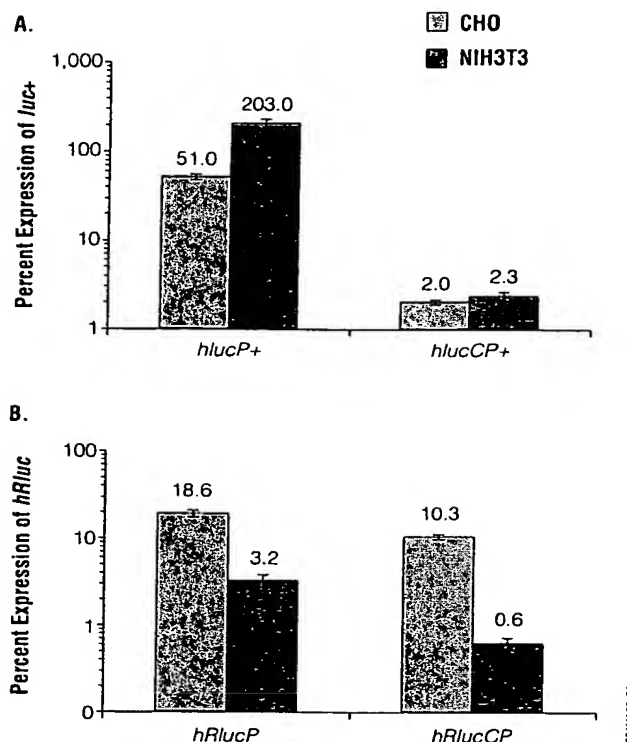 A.
CHO
NIH3T3
Percent Expression of luc+
1,000
100
10
1
51.0
203.0
2.0
2.3
hlucP+
hlucCP+
B.
Percent Expression of hRluc
100
10
1
0
18.6
3.2
10.3
0.6
hRlucP
hRlucCP